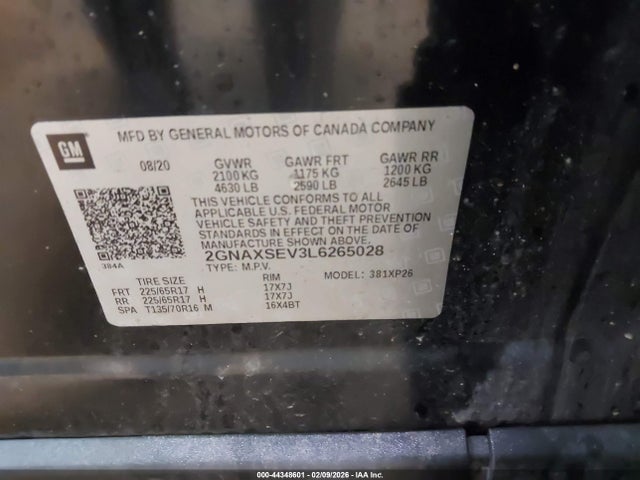 GM
MFD BY GENERAL MOTORS OF CANADA COMPANY
08/20 GVWR GAWR FRT GAWR RR
2100 KG 1175 KG 1200 KG
4630 LB 2590 LB 2645 LB
THIS VEHICLE CONFORMS TO ALL
APPLICABLE U.S. FEDERAL MOTOR
VEHICLE SAFETY AND THEFT PREVENTION
STANDARDS IN EFFECT ON THE DATE OF
MANUFACTURE SHOWN ABOVE.
2GNAXSEV3L6265028
384A TYPE: M.P.V.
MODEL: 381XP26
TIRE SIZE RIM
FRT 225/65R17 H 17X7J
RR 225/65R17 H 17X7J
SPA T135/70R16 M 16X4BT
000-44348601 - 02/09/2026 - IAA Inc.